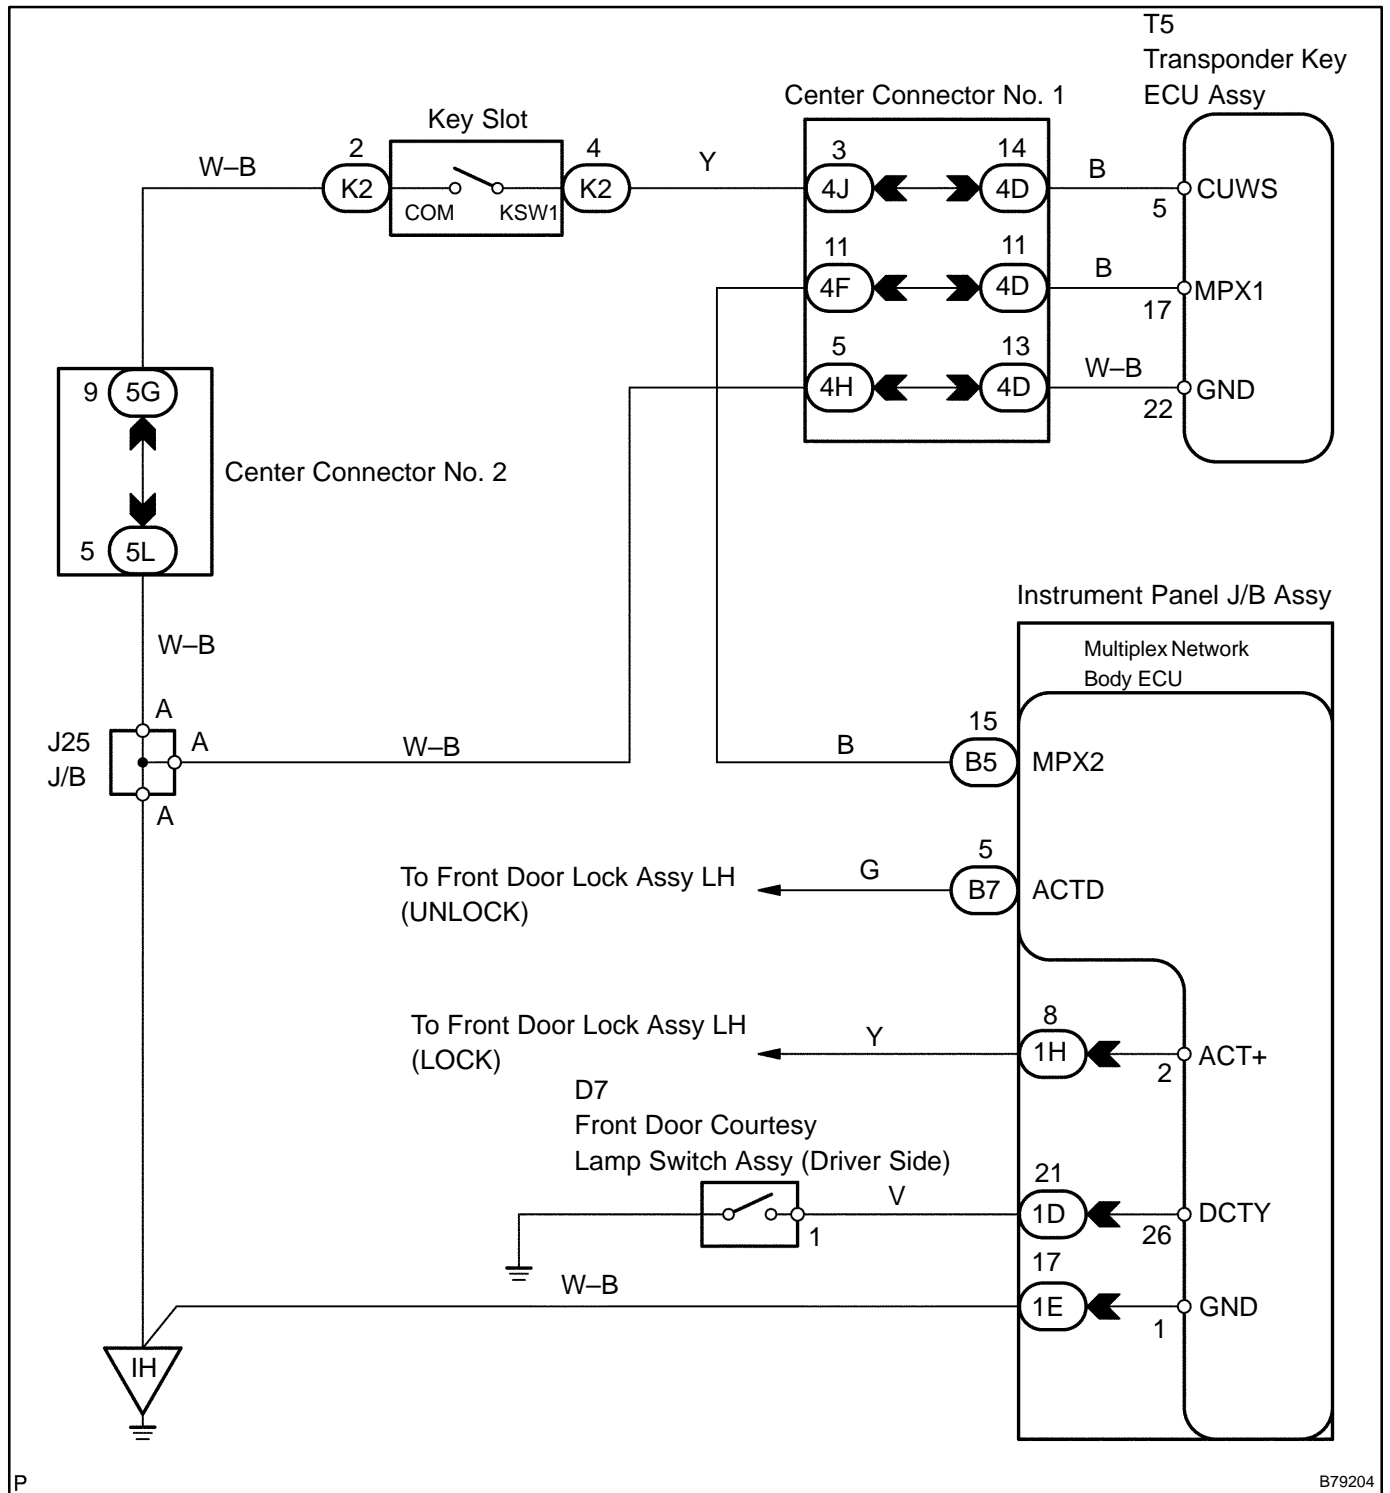 T5
Transponder Key
ECU Assy
Center Connector No. 1
Key Slot
2
4
3
14
W–B
Y
B
K2
COM
KSW1
K2
4J
4D
CUWS
5
11
11
B
4F
4D
MPX1
17
5
13
W–B
4H
4D
GND
22
9
5G
Center Connector No. 2
5
5L
Instrument Panel J/B Assy
W–B
Multiplex Network
Body ECU
A
15
J25
J/B
A
W–B
B
B5
MPX2
A
5
To Front Door Lock Assy LH
(UNLOCK)
G
B7
ACTD
8
To Front Door Lock Assy LH
(LOCK)
Y
1H
2
ACT+
D7
Front Door Courtesy
Lamp Switch Assy (Driver Side)
21
V
1
1D
26
DCTY
17
W–B
1E
1
GND
IH
P
B79204